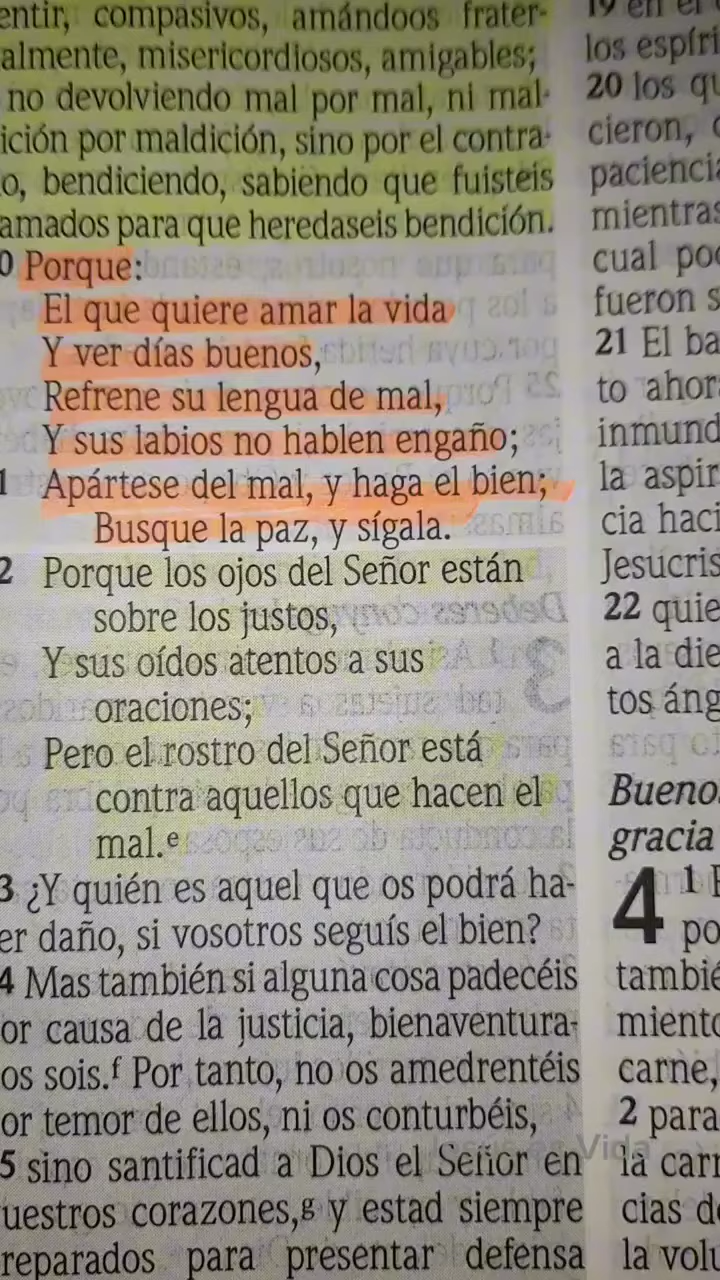 entir, compasivos, amándoos frater-
almente, misericordiosos, amigables;
no devolviendo mal por mal, ni mal-
ición por maldición, sino por el contra-
o, bendiciendo, sabiendo que fuisteis
amados para que heredaseis bendición.
0 Porque:
El que quiere amar la vida
Y ver días buenos,
Refrene su lengua de mal,
Y sus labios no hablen engaño;
1 Apártese del mal, y haga el bien;
Busque la paz, y sígala.
2 Porque los ojos del Señor están
sobre los justos,
Y sus oídos atentos a sus
oraciones;
Pero el rostro del Señor está
contra aquellos que hacen el
mal.e
3 ¿Y quién es aquel que os podrá ha-
er daño, si vosotros seguís el bien?
4 Mas también si alguna cosa padecéis
or causa de la justicia, bienaventura-
os sois.f Por tanto, no os amedrentéis
or temor de ellos, ni os conturbéis,
5 sino santificad a Dios el Señor en
uestros corazones,g y estad siempre
reparados para presentar defensa
19 en el
los espíri
20 los qu
cieron,
paciencia
mientras
cual po
fueron s
21 El ba
to ahor
inmund
la aspir
cia haci
Jesucris
22 quie
a la die
tos áng
Bueno
gracia
4 1
po
también
miento
carne,
2 para
la carn
cias d
la volu
Vida